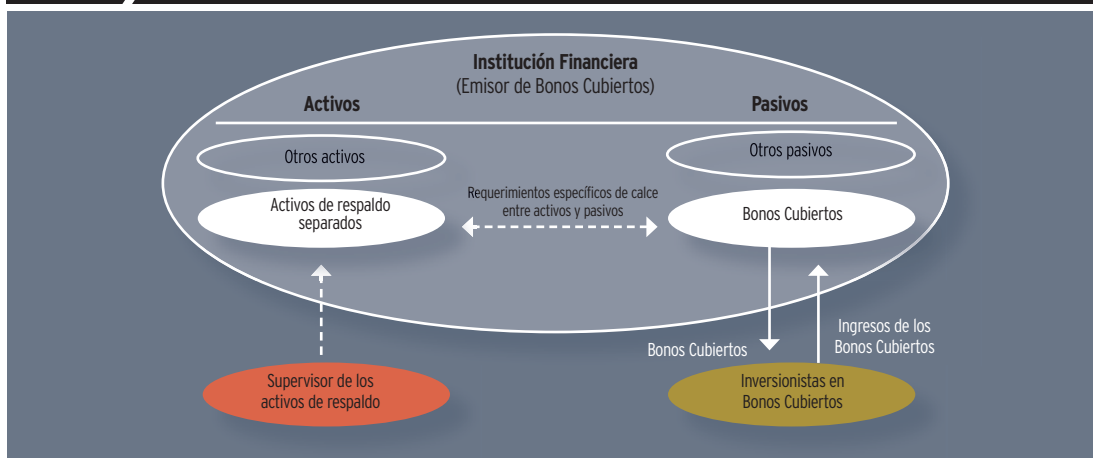 Institución Financiera
(Emisor de Bonos Cubiertos)
Activos
Pasivos
Otros activos
Otros pasivos
Activos de respaldo
separados
Requerimientos específicos de calce
entre activos y pasivos
Bonos Cubiertos
Bonos Cubiertos
Ingresos de los
Bonos Cubiertos
Supervisor de los
activos de respaldo
Inversionistas en
Bonos Cubiertos